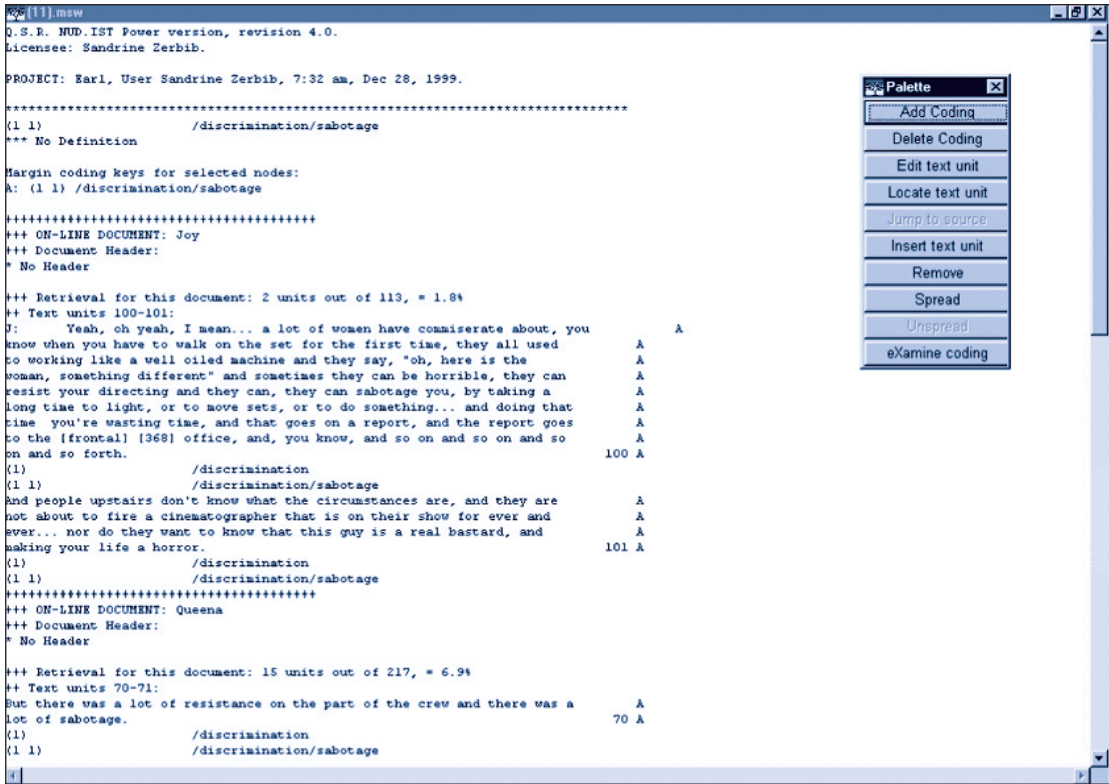 (11).msw
Q.S.R. NUD.IST Power version, revision 4.0.
Licensee: Sandrine Zerbib.
PROJECT: Earl, User Sandrine Zerbib, 7:32 am, Dec 28, 1999.
********************************************************************************
(1 1) /discrimination/sabotage
*** No Definition
Margin coding keys for selected nodes:
A: (1 1) /discrimination/sabotage
++++++++++++++++++++++++++++++++++++++++
+++ ON-LINE DOCUMENT: Joy
+++ Document Header:
* No Header
+++ Retrieval for this document: 2 units out of 113, = 1.8%
++ Text units 100-101:
J: Yeah, oh yeah, I mean... a lot of women have commiserate about, you A
know when you have to walk on the set for the first time, they all used A
to working like a well oiled machine and they say, "oh, here is the A
woman, something different" and sometimes they can be horrible, they can A
resist your directing and they can, they can sabotage you, by taking a A
long time to light, or to move sets, or to do something... and doing that A
time you're wasting time, and that goes on a report, and the report goes A
to the [frontal] [368] office, and, you know, and so on and so on and so A
on and so forth. 100 A
(1) /discrimination
(1 1) /discrimination/sabotage
And people upstairs don't know what the circumstances are, and they are A
not about to fire a cinematographer that is on their show for ever and A
ever... nor do they want to know that this guy is a real bastard, and A
making your life a horror. 101 A
(1) /discrimination
(1 1) /discrimination/sabotage
++++++++++++++++++++++++++++++++++++++++
+++ ON-LINE DOCUMENT: Queena
+++ Document Header:
* No Header
+++ Retrieval for this document: 15 units out of 217, = 6.9%
++ Text units 70-71:
But there was a lot of resistance on the part of the crew and there was a A
lot of sabotage. 70 A
(1) /discrimination
(1 1) /discrimination/sabotage
Palette
Add Coding
Delete Coding
Edit text unit
Locate text unit
Jump to source
Insert text unit
Remove
Spread
Unspread
eXamine coding